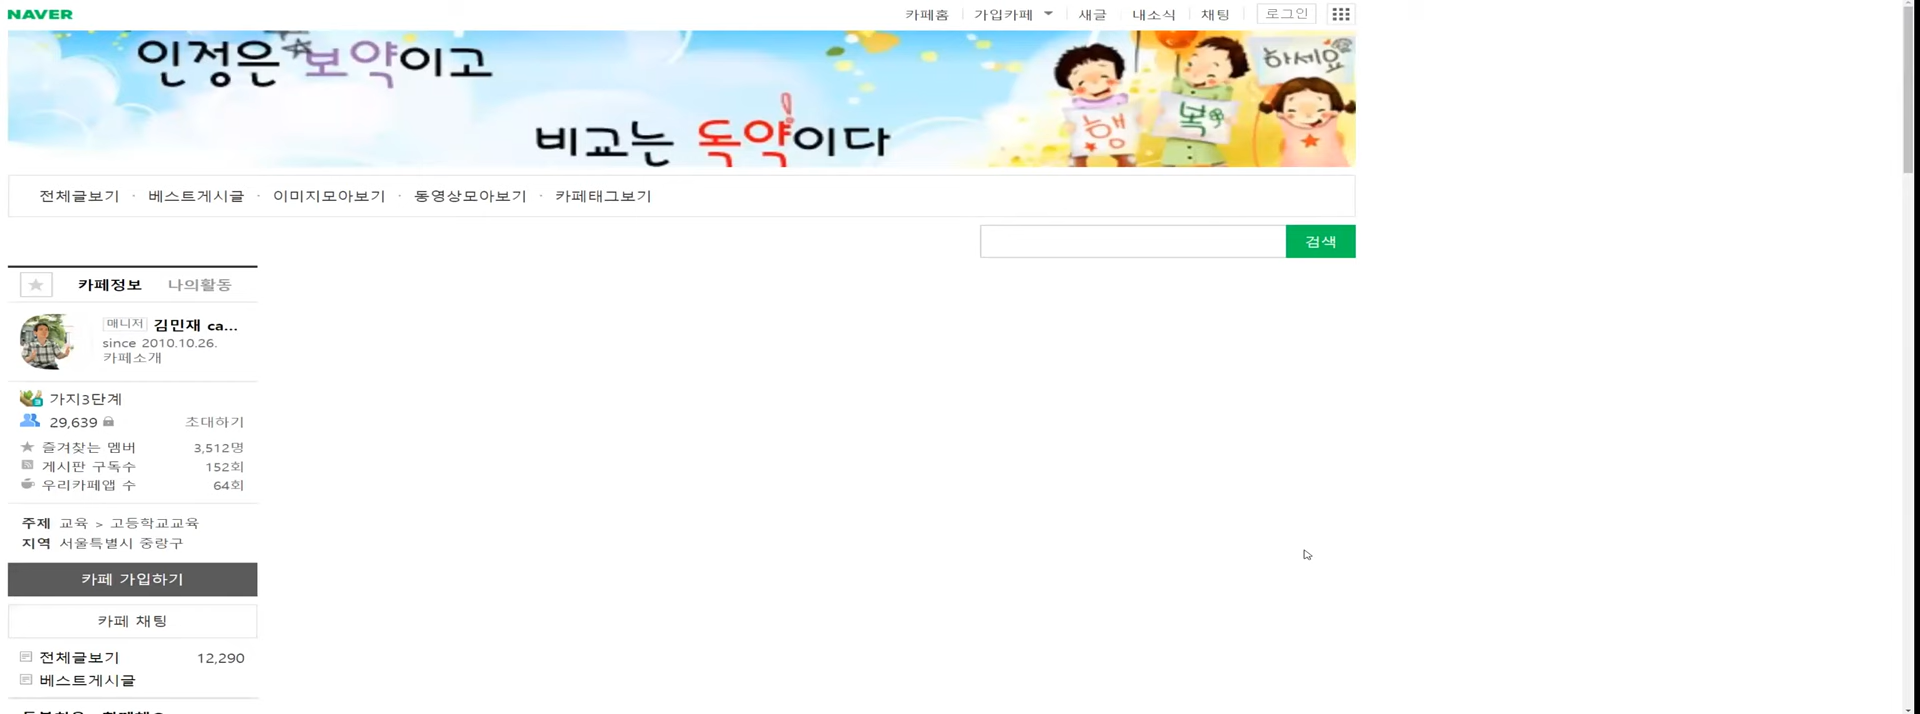 NAVER
카페홈 가입카페 새글 내소식 채팅 로그인
인정은 보약이고
비교는 독약이다
행 복 하세요
전체글보기 · 베스트게시글 · 이미지모아보기 · 동영상모아보기 · 카페태그보기
검색
카페정보 나의활동
매니저 김민재 ca...
since 2010.10.26.
카페소개
가지3단계
29,639 초대하기
즐겨찾는 멤버 3,512명
게시판 구독수 152회
우리카페앱 수 64회
주제 교육 > 고등학교교육
지역 서울특별시 중랑구
카페 가입하기
카페 채팅
전체글보기 12,290
베스트게시글